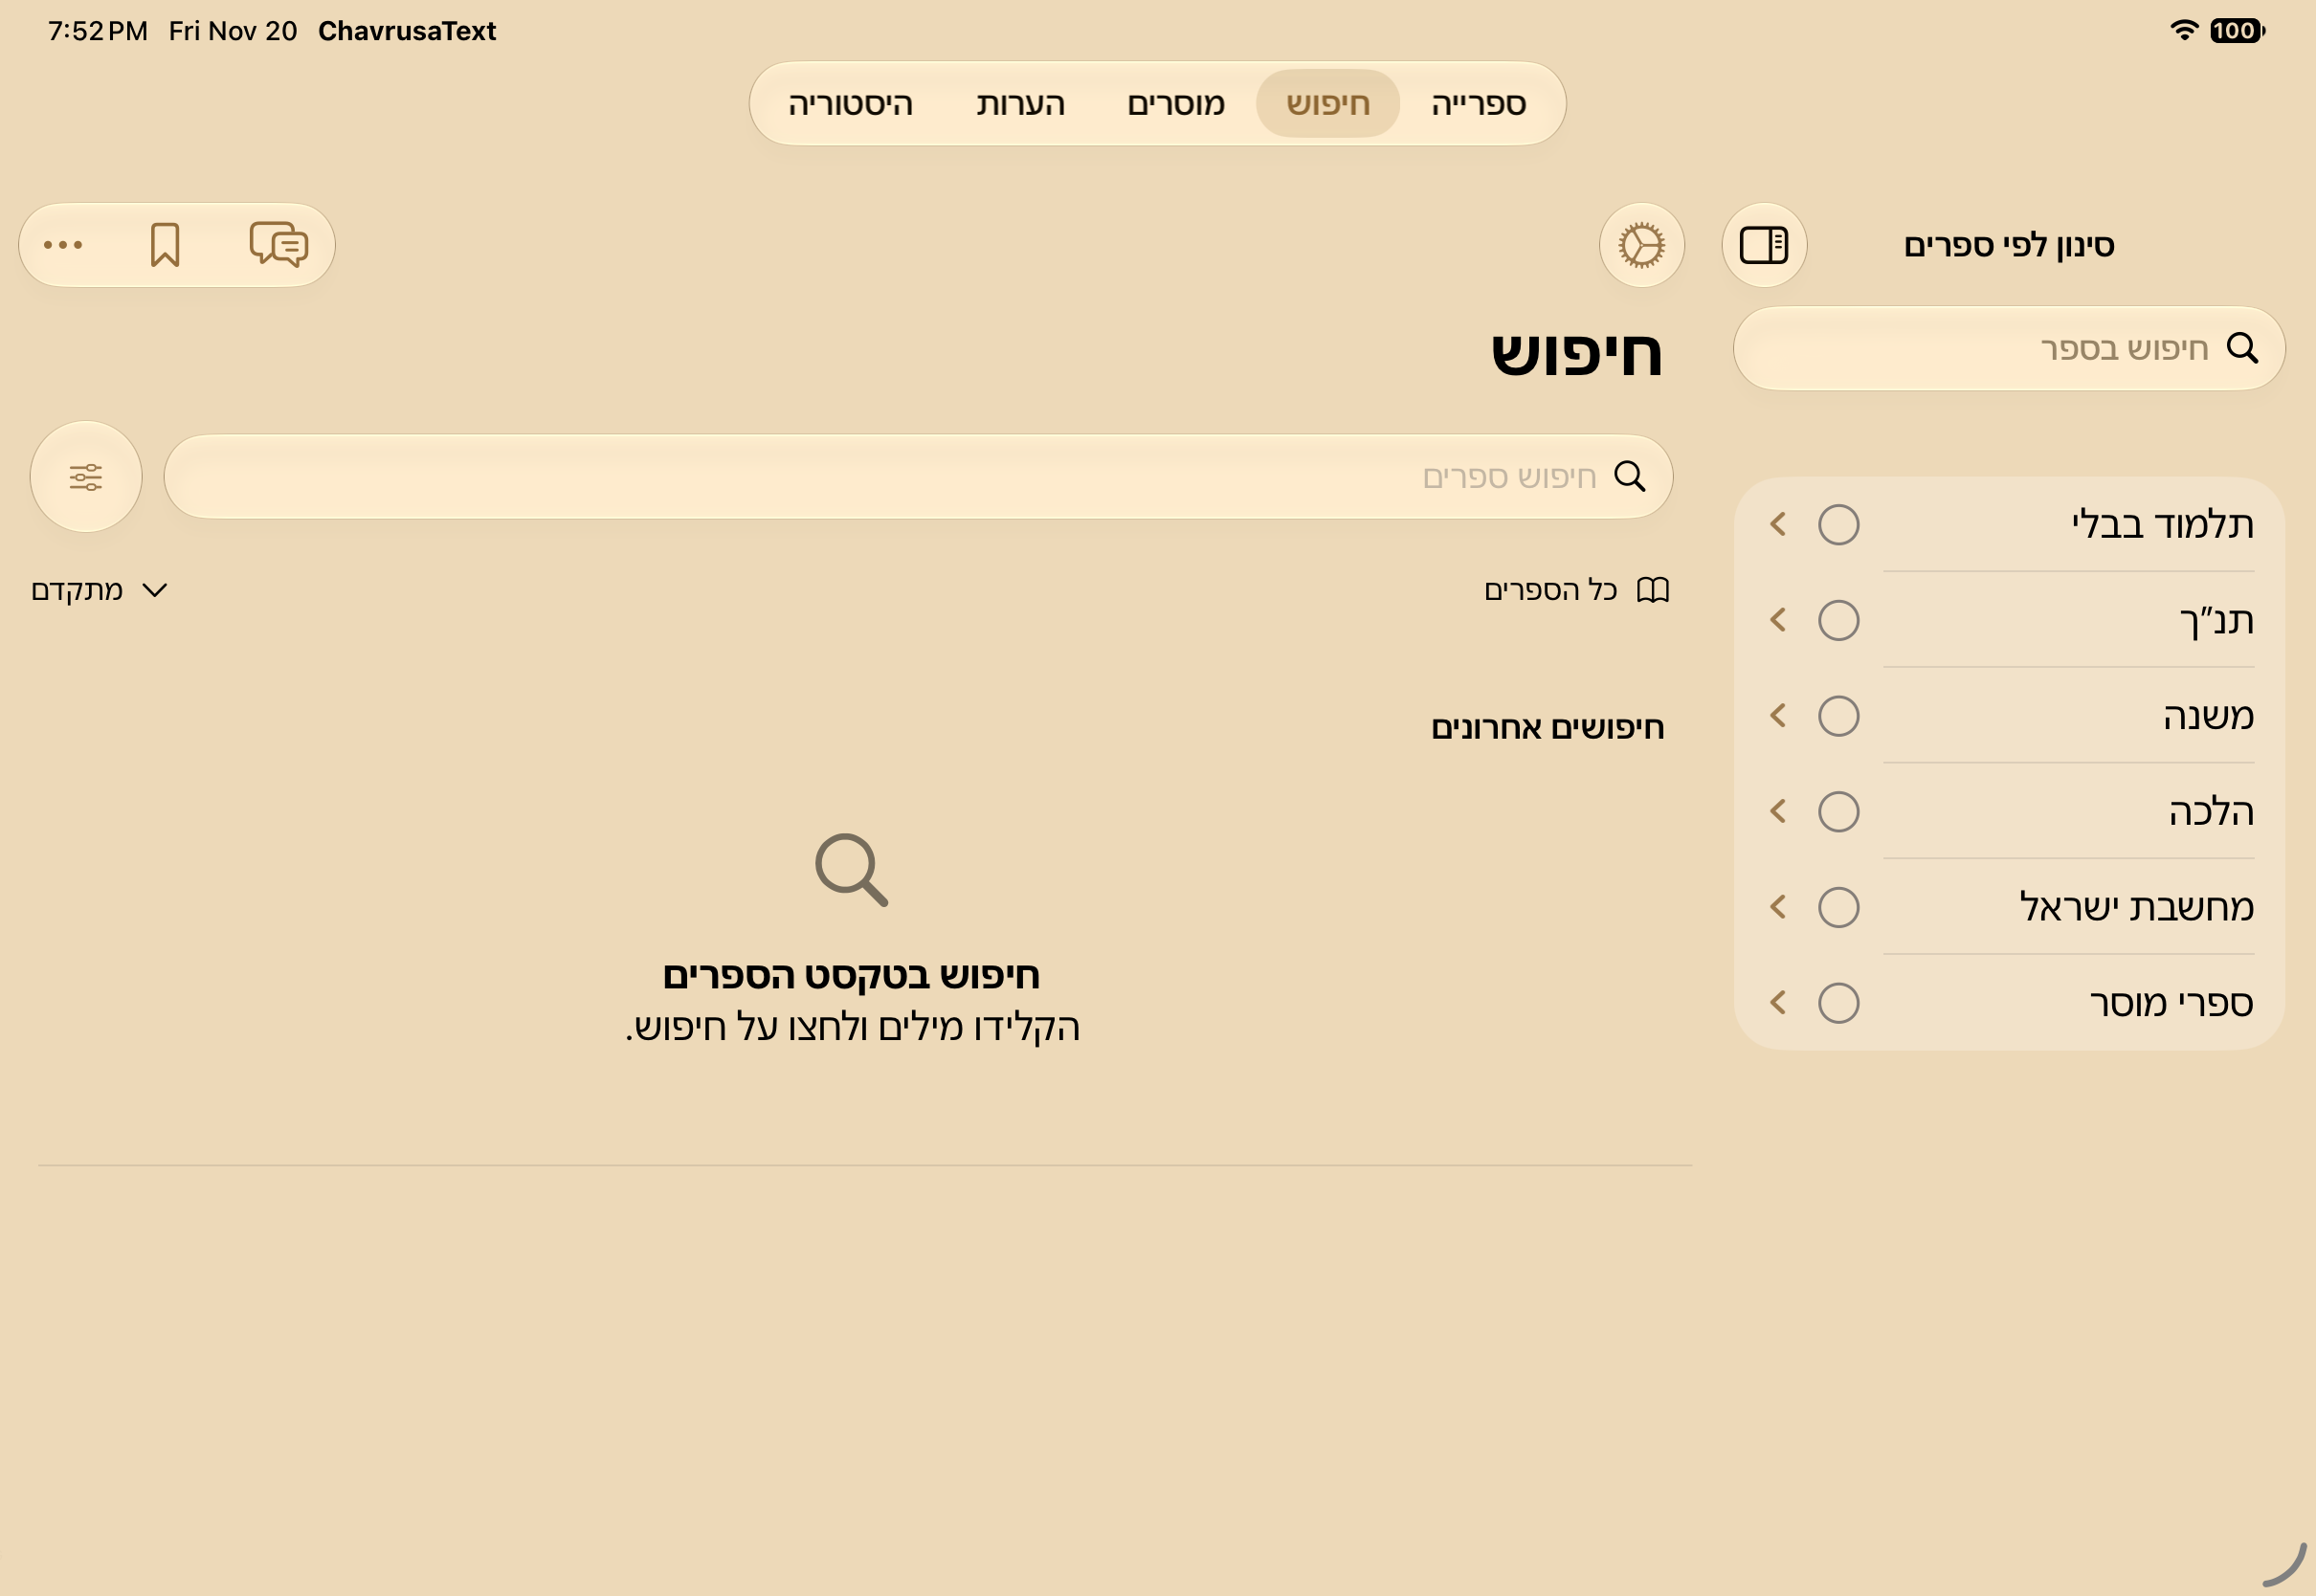 7:52 PM Fri Nov 20 ChavrusaText
100
ספרייה חיפוש מוסרים הערות היסטוריה
סינון לפי ספרים
חיפוש בספר
תלמוד בבלי
תנ״ך
משנה
הלכה
מחשבת ישראל
ספרי מוסר
חיפוש
חיפוש ספרים
כל הספרים
מתקדם
חיפושים אחרונים
חיפוש בטקסט הספרים
הקלידו מילים ולחצו על חיפוש.